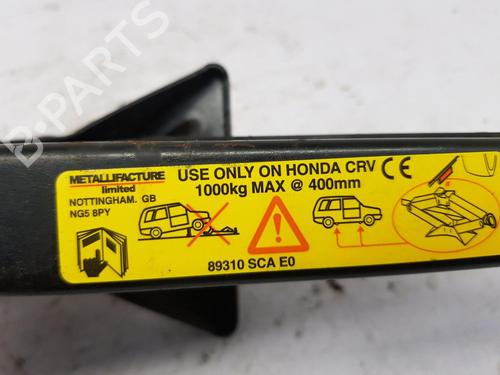 METALLIFACTURE
limited
NOTTINGHAM. GB
NG5 8PY
USE ONLY ON HONDA CRV
1000kg MAX @ 400mm
CE
89310 SCA E0
B-PARTS